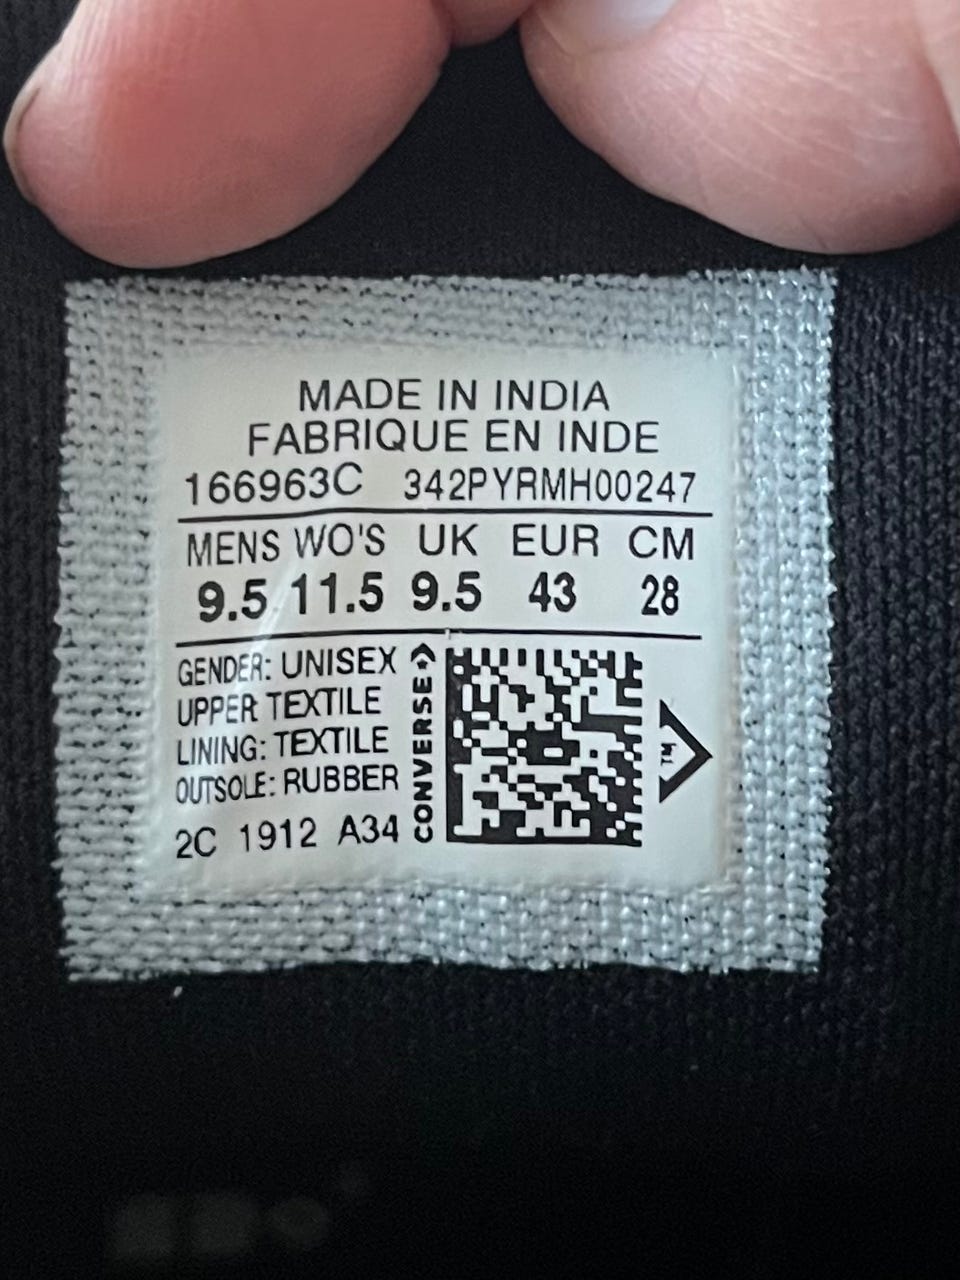 MADE IN INDIA
FABRIQUE EN INDE
166963C 342PYRMH00247
MENS WO'S UK EUR CM
9.5 11.5 9.5 43 28
GENDER: UNISEX
UPPER TEXTILE
LINING: TEXTILE
OUTSOLE: RUBBER
2C 1912 A34
CONVERSE
TM